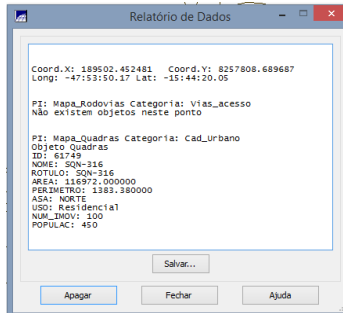 Relatório de Dados
Coord.X: 189502.452481 Coord.Y: 8257808.689687
Long: -47:53:50.17 Lat: -15:44:20.05
PI: Mapa_Rodovias Categoria: Vias_acesso
Não existem objetos neste ponto
PI: Mapa_Quadras Categoria: Cad_Urbano
Objeto Quadras
ID: 61749
NOME: SQN-316
ROTULO: SQN-316
AREA: 116972.000000
PERIMETRO: 1383.380000
ASA: NORTE
USO: Residencial
NUM_IMOV: 100
POPULAC: 450
Salvar...
Apagar Fechar Ajuda